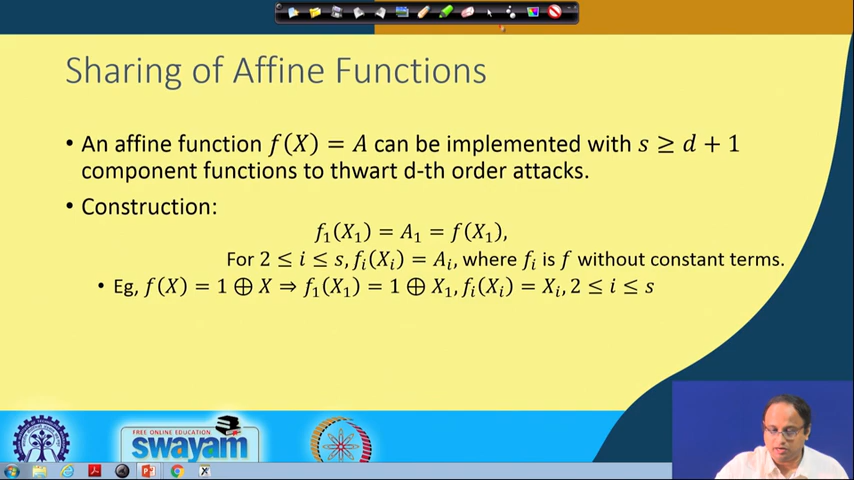 Sharing of Affine Functions
• An affine function f(X) = A can be implemented with s ≥ d + 1
component functions to thwart d-th order attacks.
• Construction:
f₁(X₁) = A₁ = f(X₁),
For 2 ≤ i ≤ s, fᵢ(Xᵢ) = Aᵢ, where fᵢ is f without constant terms.
• Eg, f(X) = 1 ⊕ X ⇒ f₁(X₁) = 1 ⊕ X₁, fᵢ(Xᵢ) = Xᵢ, 2 ≤ i ≤ s
FREE ONLINE EDUCATION
swayam